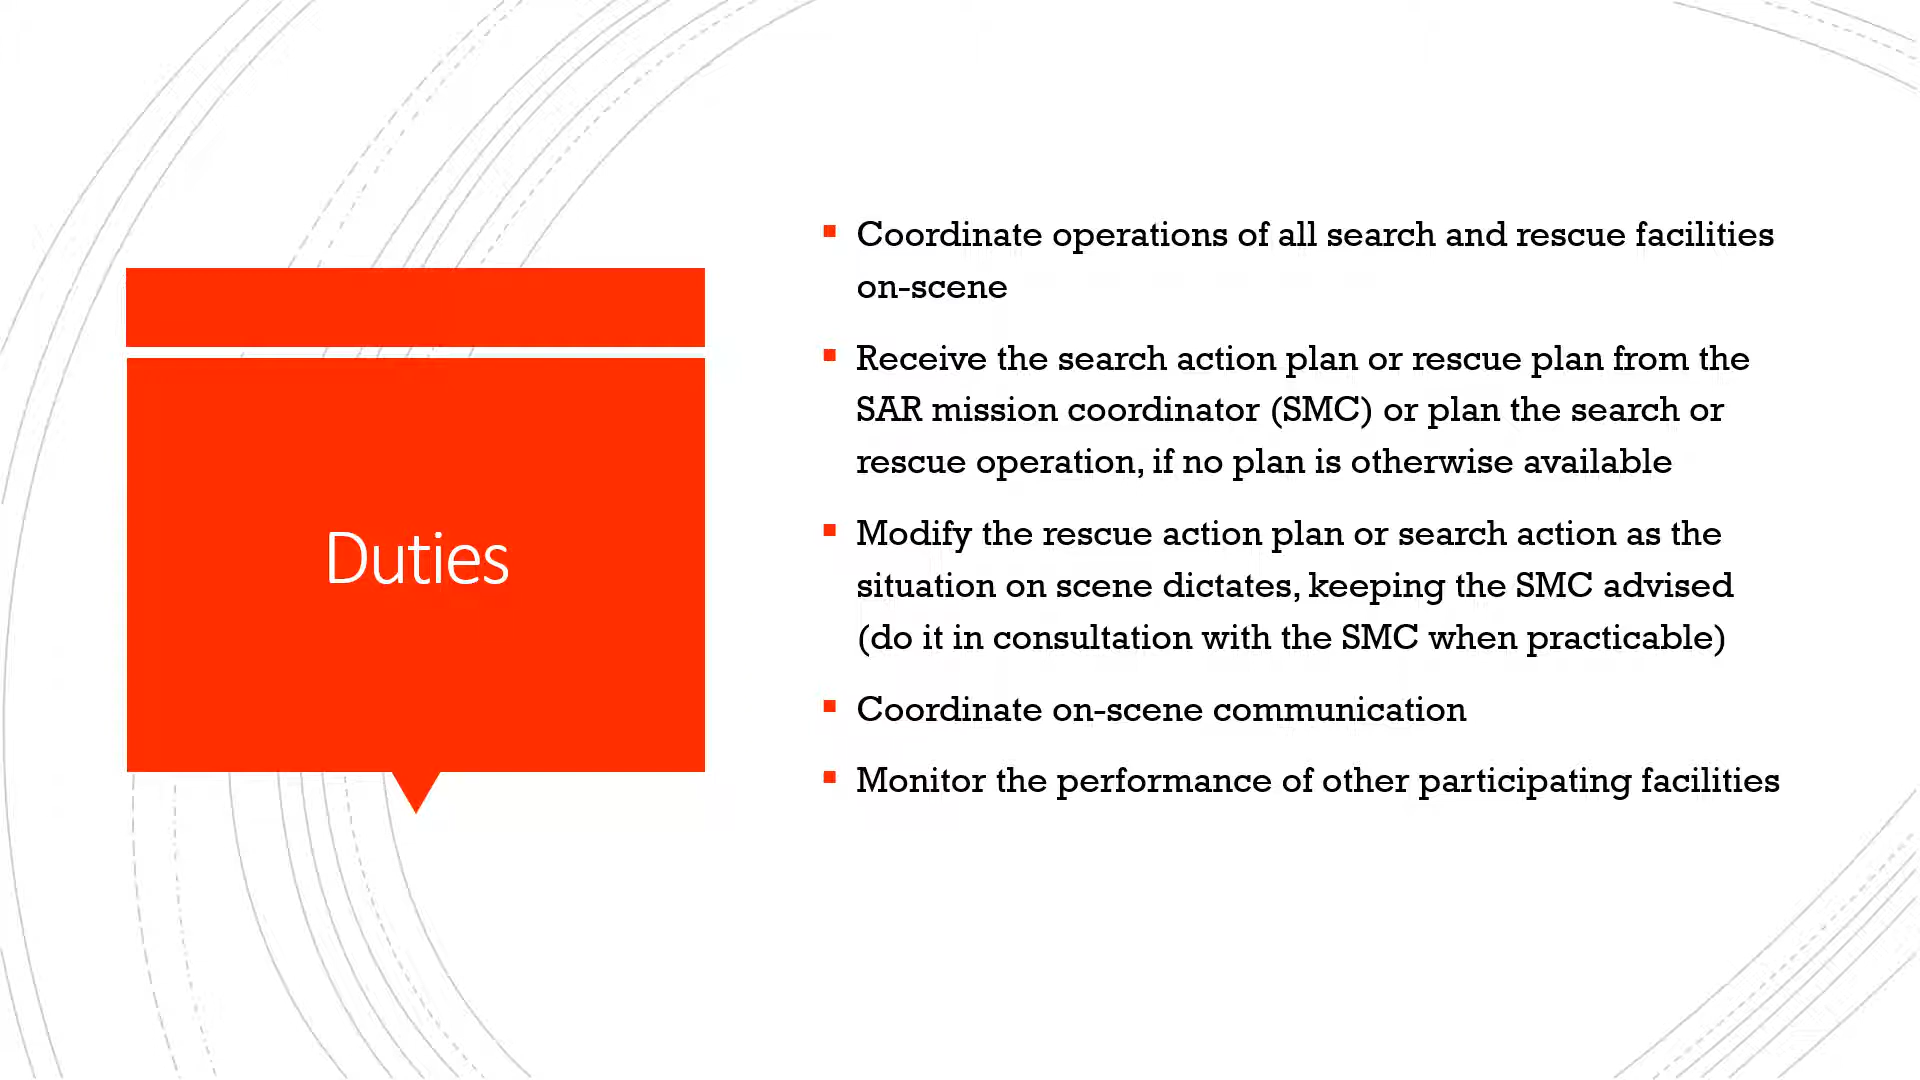 Duties
Coordinate operations of all search and rescue facilities
on-scene
Receive the search action plan or rescue plan from the
SAR mission coordinator (SMC) or plan the search or
rescue operation, if no plan is otherwise available
Modify the rescue action plan or search action as the
situation on scene dictates, keeping the SMC advised
(do it in consultation with the SMC when practicable)
Coordinate on-scene communication
Monitor the performance of other participating facilities